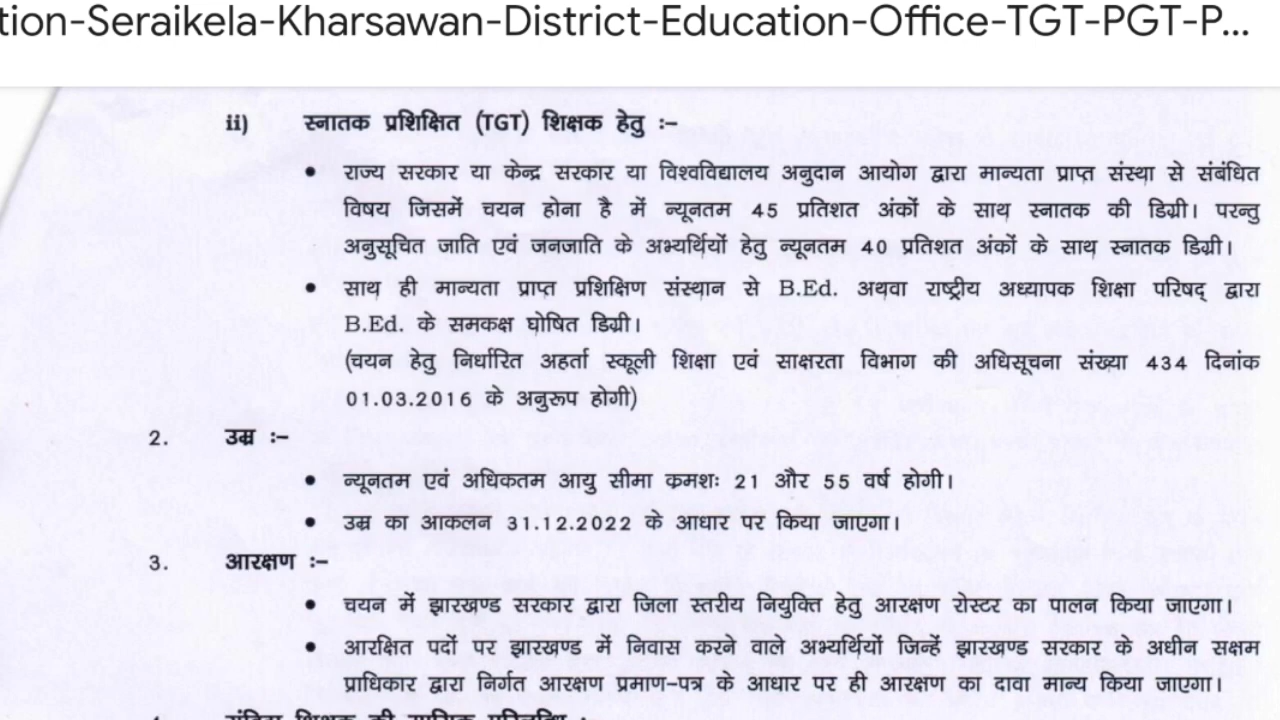 tion-Seraikela-Kharsawan-District-Education-Office-TGT-PGT-P...
ii) स्नातक प्रशिक्षित (TGT) शिक्षक हेतु :–
• राज्य सरकार या केन्द्र सरकार या विश्वविद्यालय अनुदान आयोग द्वारा मान्यता प्राप्त संस्था से संबंधित
विषय जिसमें चयन होना है में न्यूनतम 45 प्रतिशत अंकों के साथ स्नातक की डिग्री। परन्तु
अनुसूचित जाति एवं जनजाति के अभ्यर्थियों हेतु न्यूनतम 40 प्रतिशत अंकों के साथ स्नातक डिग्री।
• साथ ही मान्यता प्राप्त प्रशिक्षिण संस्थान से B.Ed. अथवा राष्ट्रीय अध्यापक शिक्षा परिषद् द्वारा
B.Ed. के समकक्ष घोषित डिग्री।
(चयन हेतु निर्धारित अहर्ता स्कूली शिक्षा एवं साक्षरता विभाग की अधिसूचना संख्या 434 दिनांक
01.03.2016 के अनुरूप होगी)
2. उम्र :–
• न्यूनतम एवं अधिकतम आयु सीमा क्रमशः 21 और 55 वर्ष होगी।
• उम्र का आकलन 31.12.2022 के आधार पर किया जाएगा।
3. आरक्षण :–
• चयन में झारखण्ड सरकार द्वारा जिला स्तरीय नियुक्ति हेतु आरक्षण रोस्टर का पालन किया जाएगा।
• आरक्षित पदों पर झारखण्ड में निवास करने वाले अभ्यर्थियों जिन्हें झारखण्ड सरकार के अधीन सक्षम
प्राधिकार द्वारा निर्गत आरक्षण प्रमाण–पत्र के आधार पर ही आरक्षण का दावा मान्य किया जाएगा।